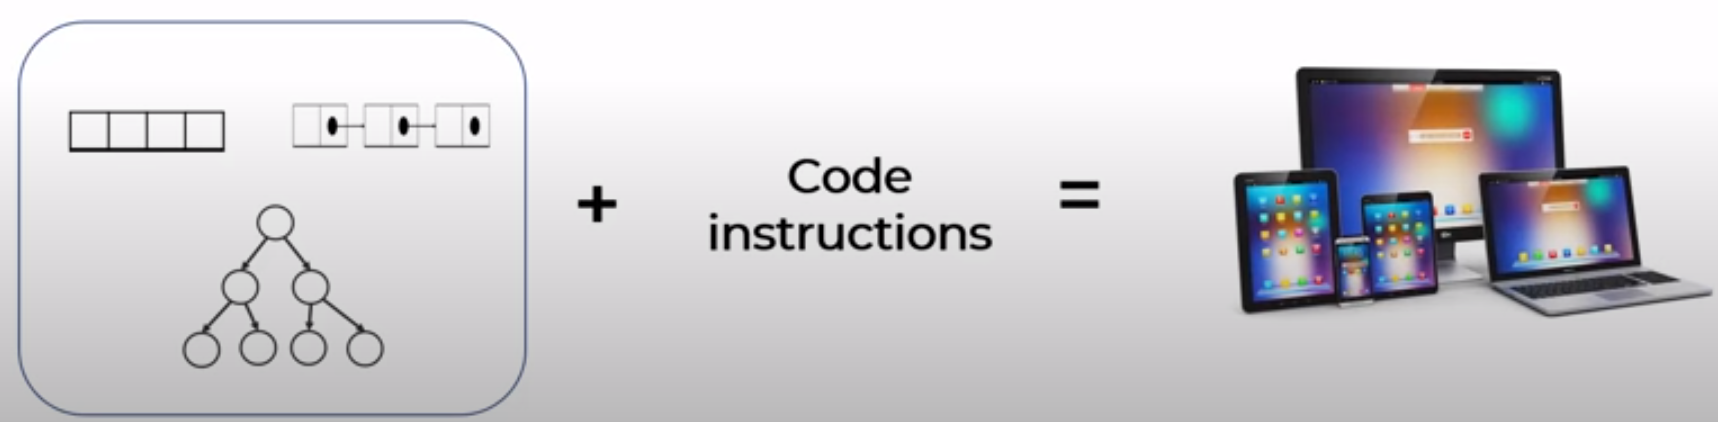 +
Code
instructions
=